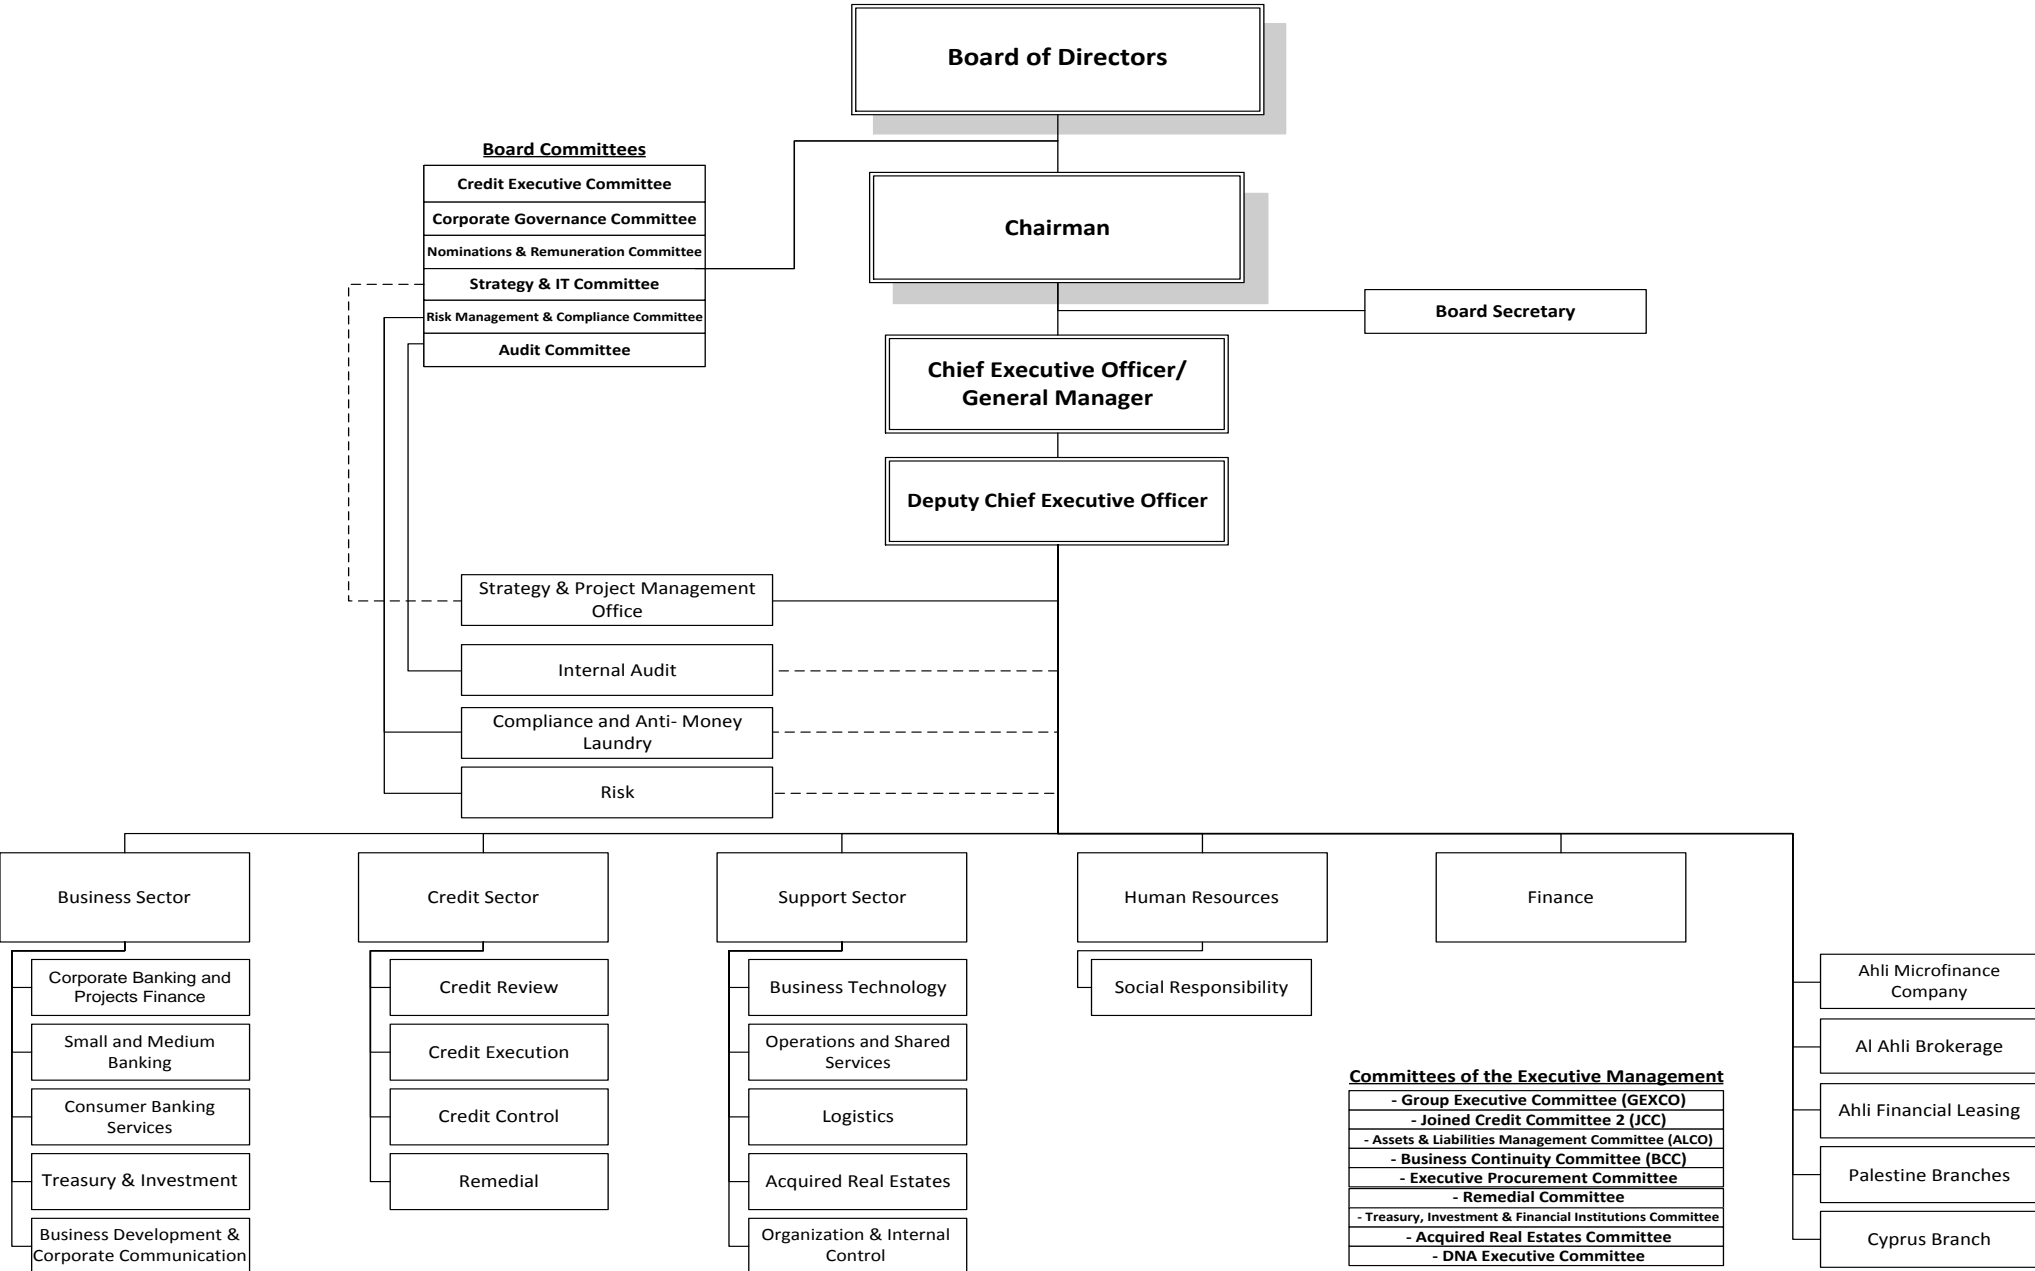 Board of Directors
Board Committees
Credit Executive Committee
Corporate Governance Committee
Nominations & Remuneration Committee
Strategy & IT Committee
Risk Management & Compliance Committee
Audit Committee
Chairman
Board Secretary
Chief Executive Officer/
General Manager
Deputy Chief Executive Officer
Strategy & Project Management
Office
Internal Audit
Compliance and Anti- Money
Laundry
Risk
Business Sector
Credit Sector
Support Sector
Human Resources
Finance
Corporate Banking and
Projects Finance
Small and Medium
Banking
Consumer Banking
Services
Treasury & Investment
Business Development &
Corporate Communication
Credit Review
Credit Execution
Credit Control
Remedial
Business Technology
Operations and Shared
Services
Logistics
Acquired Real Estates
Organization & Internal
Control
Social Responsibility
Committees of the Executive Management
- Group Executive Committee (GEXCO)
- Joined Credit Committee 2 (JCC)
- Assets & Liabilities Management Committee (ALCO)
- Business Continuity Committee (BCC)
- Executive Procurement Committee
- Remedial Committee
- Treasury, Investment & Financial Institutions Committee
- Acquired Real Estates Committee
- DNA Executive Committee
Ahli Microfinance
Company
Al Ahli Brokerage
Ahli Financial Leasing
Palestine Branches
Cyprus Branch